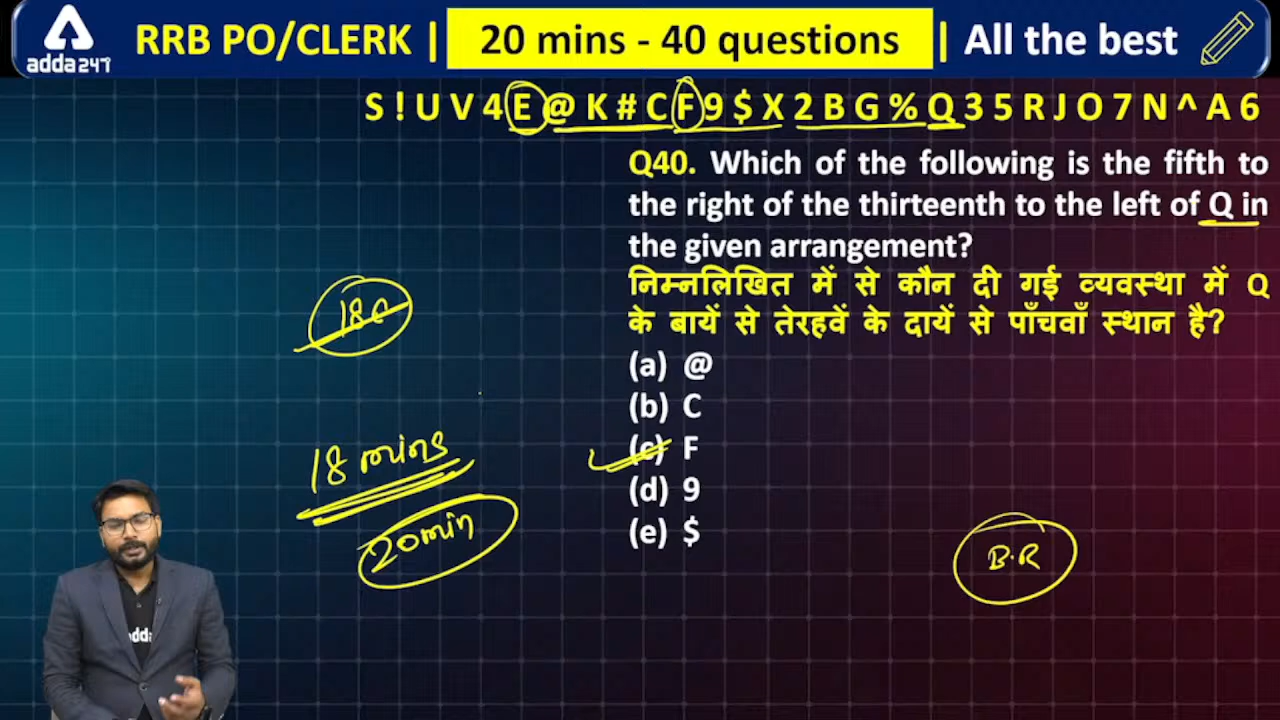 RRB PO/CLERK | 20 mins - 40 questions | All the best
adda247
S ! U V 4 E @ K # C F 9 $ X 2 B G % Q 3 5 R J O 7 N ^ A 6
Q40. Which of the following is the fifth to
the right of the thirteenth to the left of Q in
the given arrangement?
निम्नलिखित में से कौन दी गई व्यवस्था में Q
के बायें से तेरहवें के दायें से पाँचवाँ स्थान है?
(a) @
(b) C
(c) F
(d) 9
(e) $
18 mins
20min
B.R
adda